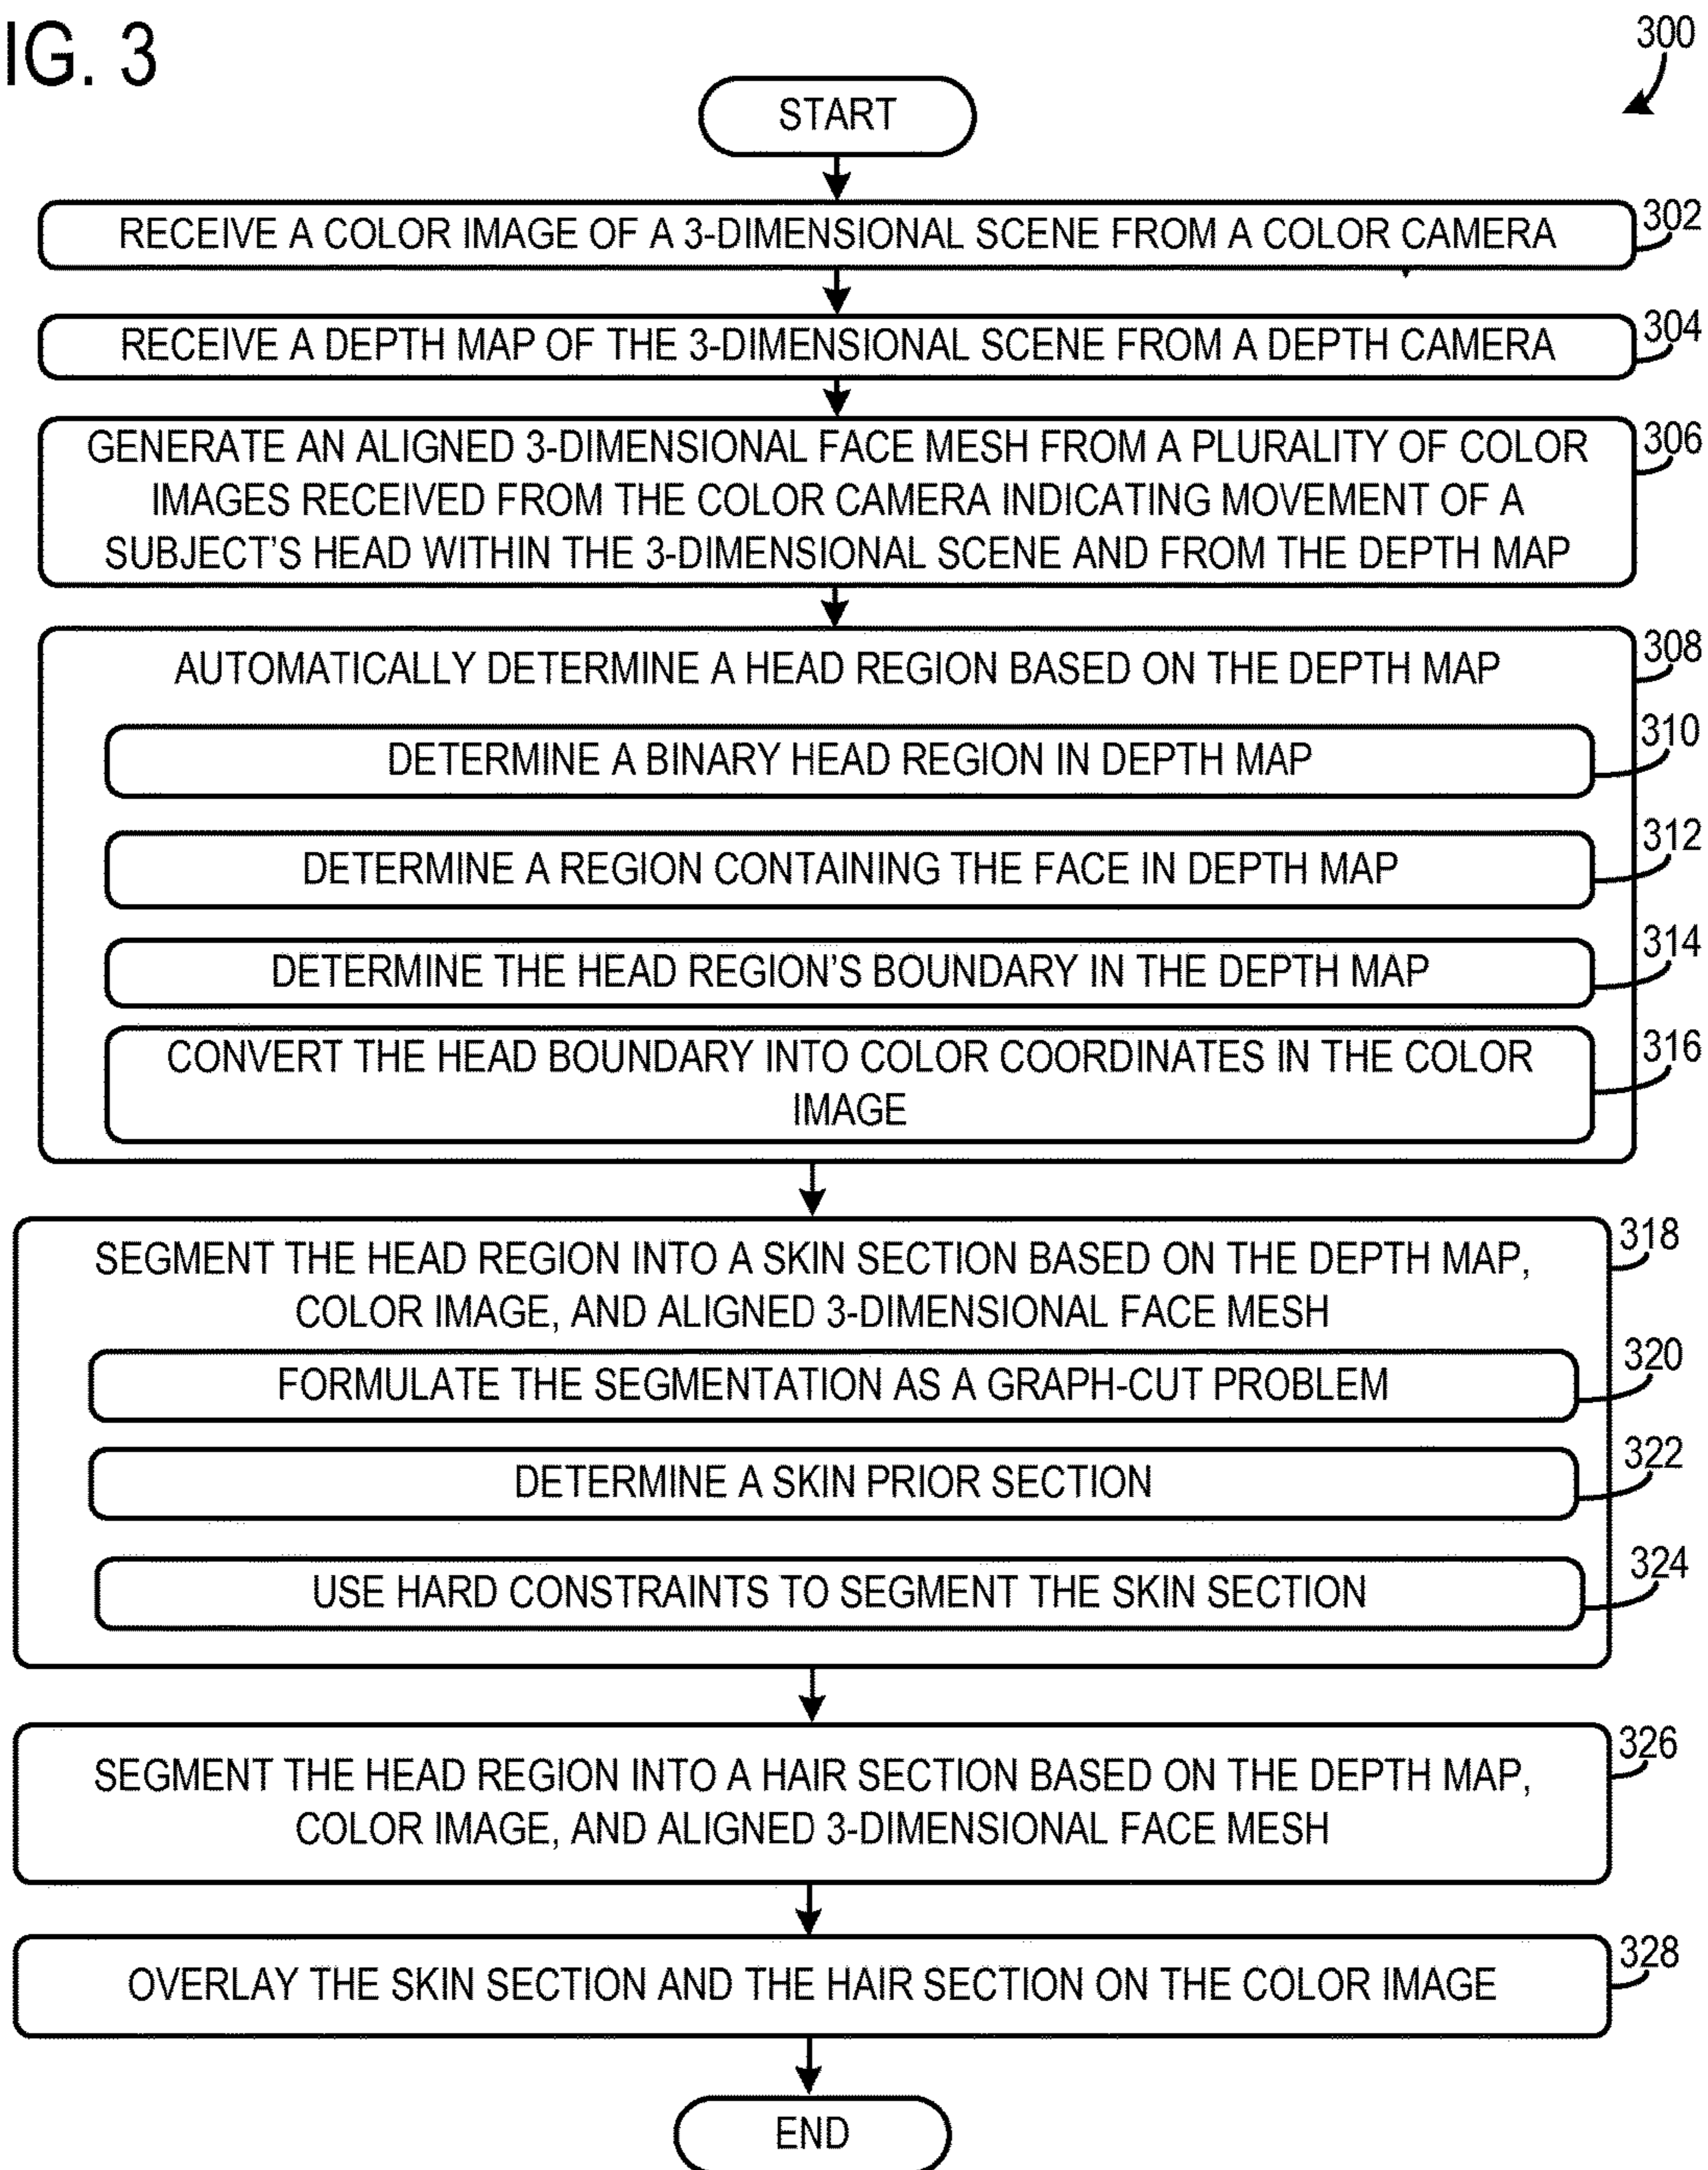 IG. 3
300
START
RECEIVE A COLOR IMAGE OF A 3-DIMENSIONAL SCENE FROM A COLOR CAMERA
302
RECEIVE A DEPTH MAP OF THE 3-DIMENSIONAL SCENE FROM A DEPTH CAMERA
304
GENERATE AN ALIGNED 3-DIMENSIONAL FACE MESH FROM A PLURALITY OF COLOR
IMAGES RECEIVED FROM THE COLOR CAMERA INDICATING MOVEMENT OF A
SUBJECT'S HEAD WITHIN THE 3-DIMENSIONAL SCENE AND FROM THE DEPTH MAP
306
AUTOMATICALLY DETERMINE A HEAD REGION BASED ON THE DEPTH MAP
308
DETERMINE A BINARY HEAD REGION IN DEPTH MAP
310
DETERMINE A REGION CONTAINING THE FACE IN DEPTH MAP
312
DETERMINE THE HEAD REGION'S BOUNDARY IN THE DEPTH MAP
314
CONVERT THE HEAD BOUNDARY INTO COLOR COORDINATES IN THE COLOR
IMAGE
316
SEGMENT THE HEAD REGION INTO A SKIN SECTION BASED ON THE DEPTH MAP,
COLOR IMAGE, AND ALIGNED 3-DIMENSIONAL FACE MESH
318
FORMULATE THE SEGMENTATION AS A GRAPH-CUT PROBLEM
320
DETERMINE A SKIN PRIOR SECTION
322
USE HARD CONSTRAINTS TO SEGMENT THE SKIN SECTION
324
SEGMENT THE HEAD REGION INTO A HAIR SECTION BASED ON THE DEPTH MAP,
COLOR IMAGE, AND ALIGNED 3-DIMENSIONAL FACE MESH
326
OVERLAY THE SKIN SECTION AND THE HAIR SECTION ON THE COLOR IMAGE
328
END